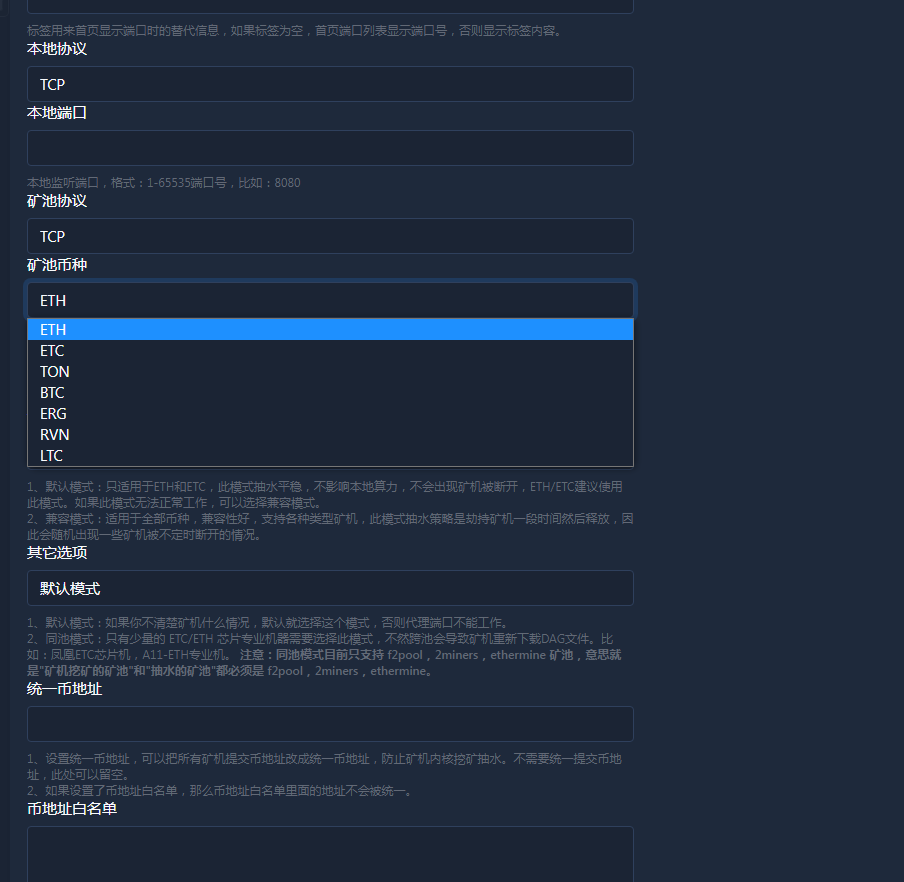 标签用来首页显示端口时的替代信息，如果标签为空，首页端口列表显示端口号，否则显示标签内容。
本地协议
TCP
本地端口
本地监听端口，格式：1-65535端口号，比如：8080
矿池协议
TCP
矿池币种
ETH
ETH
ETC
TON
BTC
ERG
RVN
LTC
1、默认模式：只适用于ETH和ETC，此模式抽水平稳，不影响本地算力，不会出现矿机被断开，ETH/ETC建议使用
此模式。如果此模式无法正常工作，可以选择兼容模式。
2、兼容模式：适用于全部币种，兼容性好，支持各种类型矿机，此模式抽水策略是劫持矿机一段时间然后释放，因
此会随机出现一些矿机被不定时断开的情况。
其它选项
默认模式
1、默认模式：如果你不清楚矿机什么情况，默认就选择这个模式，否则代理端口不能工作。
2、同池模式：只有少量的 ETC/ETH 芯片专业机器需要选择此模式，不然跨池会导致矿机重新下载DAG文件。比
如：凤凰ETC芯片机，A11-ETH专业机。 注意：同池模式目前只支持 f2pool，2miners，ethermine 矿池，意思就
是"矿机挖矿的矿池"和"抽水的矿池"都必须是 f2pool，2miners，ethermine。
统一币地址
1、设置统一币地址，可以把所有矿机提交币地址改成统一币地址，防止矿机内核挖矿抽水。不需要统一提交币地
址，此处可以留空。
2、如果设置了币地址白名单，那么币地址白名单里面的地址不会被统一。
币地址白名单